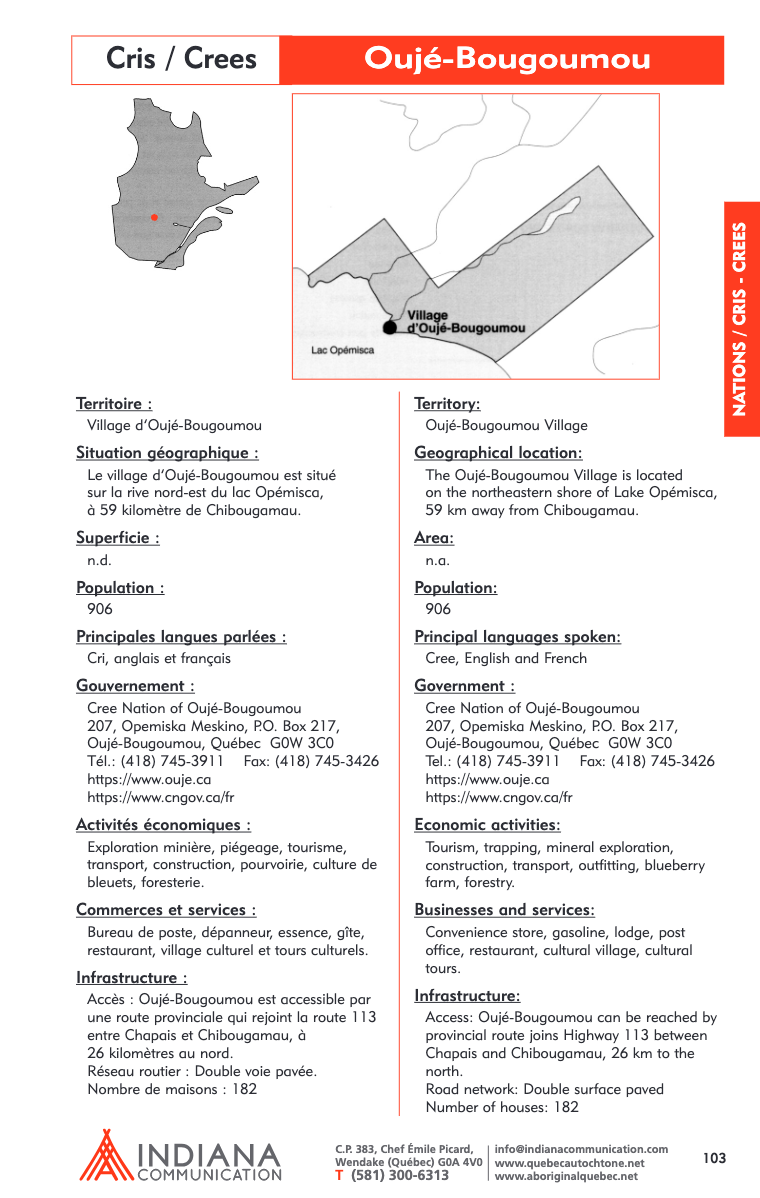 Cris / Crees
Oujé-Bougoumou
Village
d'Oujé-Bougoumou
Lac Opémisca
NATIONS / CRIS - CREES
Territoire :
Village d'Oujé-Bougoumou
Situation géographique :
Le village d'Oujé-Bougoumou est situé
sur la rive nord-est du lac Opémisca,
à 59 kilomètre de Chibougamau.
Superficie :
n.d.
Population :
906
Principales langues parlées :
Cri, anglais et français
Gouvernement :
Cree Nation of Oujé-Bougoumou
207, Opemiska Meskino, P.O. Box 217,
Oujé-Bougoumou, Québec  G0W 3C0
Tél.: (418) 745-3911    Fax: (418) 745-3426
https://www.ouje.ca
https://www.cngov.ca/fr
Activités économiques :
Exploration minière, piégeage, tourisme,
transport, construction, pourvoirie, culture de
bleuets, foresterie.
Commerces et services :
Bureau de poste, dépanneur, essence, gîte,
restaurant, village culturel et tours culturels.
Infrastructure :
Accès : Oujé-Bougoumou est accessible par
une route provinciale qui rejoint la route 113
entre Chapais et Chibougamau, à
26 kilomètres au nord.
Réseau routier : Double voie pavée.
Nombre de maisons : 182
Territory:
Oujé-Bougoumou Village
Geographical location:
The Oujé-Bougoumou Village is located
on the northeastern shore of Lake Opémisca,
59 km away from Chibougamau.
Area:
n.a.
Population:
906
Principal languages spoken:
Cree, English and French
Government :
Cree Nation of Oujé-Bougoumou
207, Opemiska Meskino, P.O. Box 217,
Oujé-Bougoumou, Québec  G0W 3C0
Tel.: (418) 745-3911    Fax: (418) 745-3426
https://www.ouje.ca
https://www.cngov.ca/fr
Economic activities:
Tourism, trapping, mineral exploration,
construction, transport, outfitting, blueberry
farm, forestry.
Businesses and services:
Convenience store, gasoline, lodge, post
office, restaurant, cultural village, cultural
tours.
Infrastructure:
Access: Oujé-Bougoumou can be reached by
provincial route joins Highway 113 between
Chapais and Chibougamau, 26 km to the
north.
Road network: Double surface paved
Number of houses: 182
INDIANA
COMMUNICATION
C.P. 383, Chef Émile Picard,
Wendake (Québec) G0A 4V0
T (581) 300-6313
info@indianacommunication.com
www.quebecautochtone.net
www.aboriginalquebec.net
103